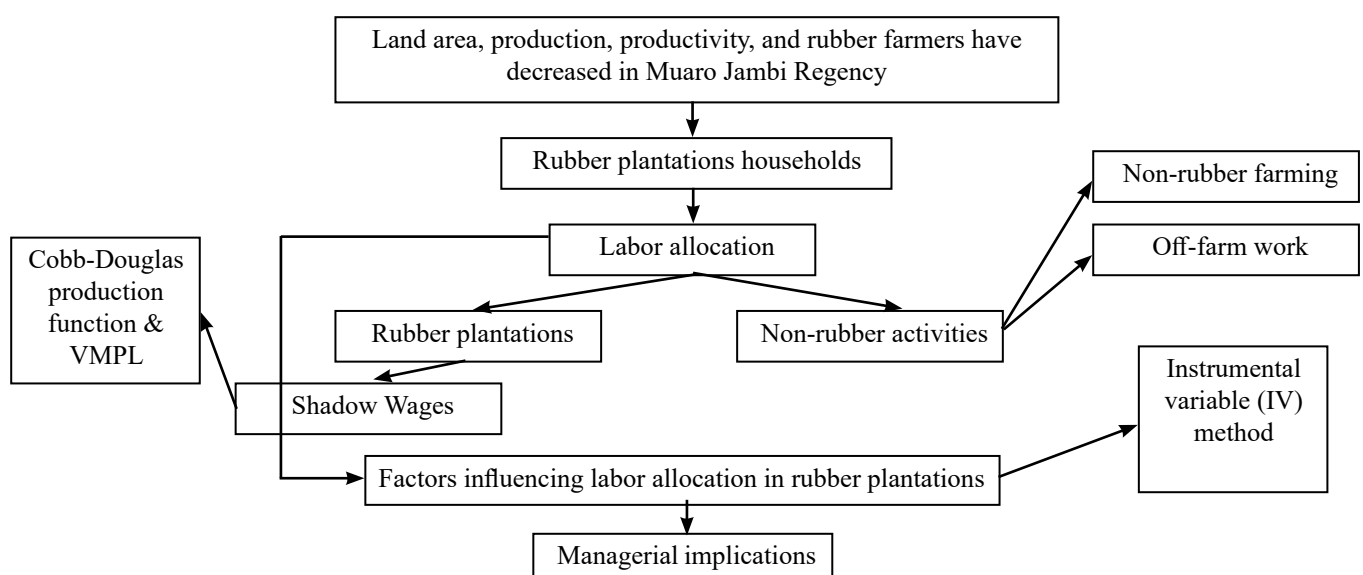 Land area, production, productivity, and rubber farmers have
decreased in Muaro Jambi Regency
Rubber plantations households
Non-rubber farming
Labor allocation
Off-farm work
Cobb-Douglas
production
function &
VMPL
Rubber plantations
Non-rubber activities
Instrumental
variable (IV)
method
Shadow Wages
Factors influencing labor allocation in rubber plantations
Managerial implications